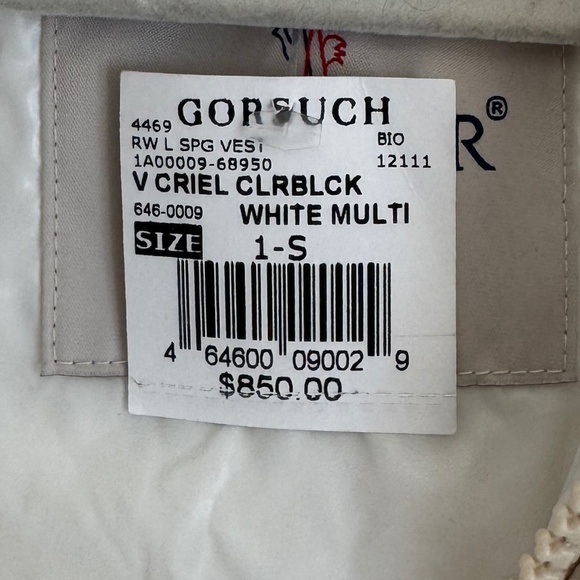 GORSUCH
4469
RW L SPG VEST BIO
1A00009-68950 12111
V CRIEL CLRBLCK
646-0009 WHITE MULTI
SIZE 1-S
4 64600 09002 9
$850.00
R®